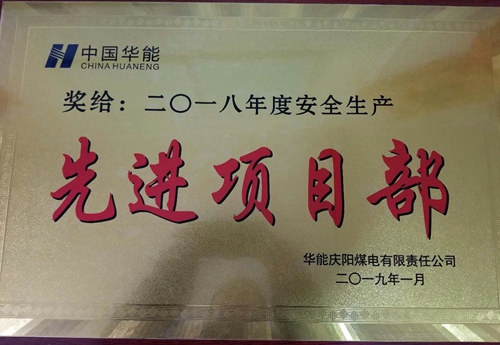 中国华能
CHINA HUANENG
奖给：二〇一八年度安全生产
先进项目部
华能庆阳煤电有限责任公司
二〇一九年一月